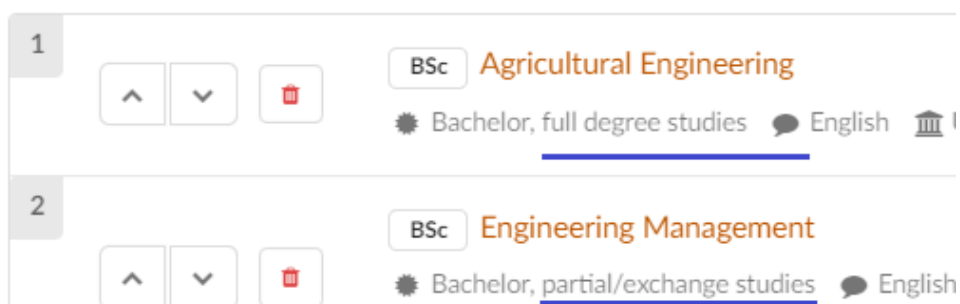 1
BSc Agricultural Engineering
Bachelor, full degree studies English
2
BSc Engineering Management
Bachelor, partial/exchange studies English